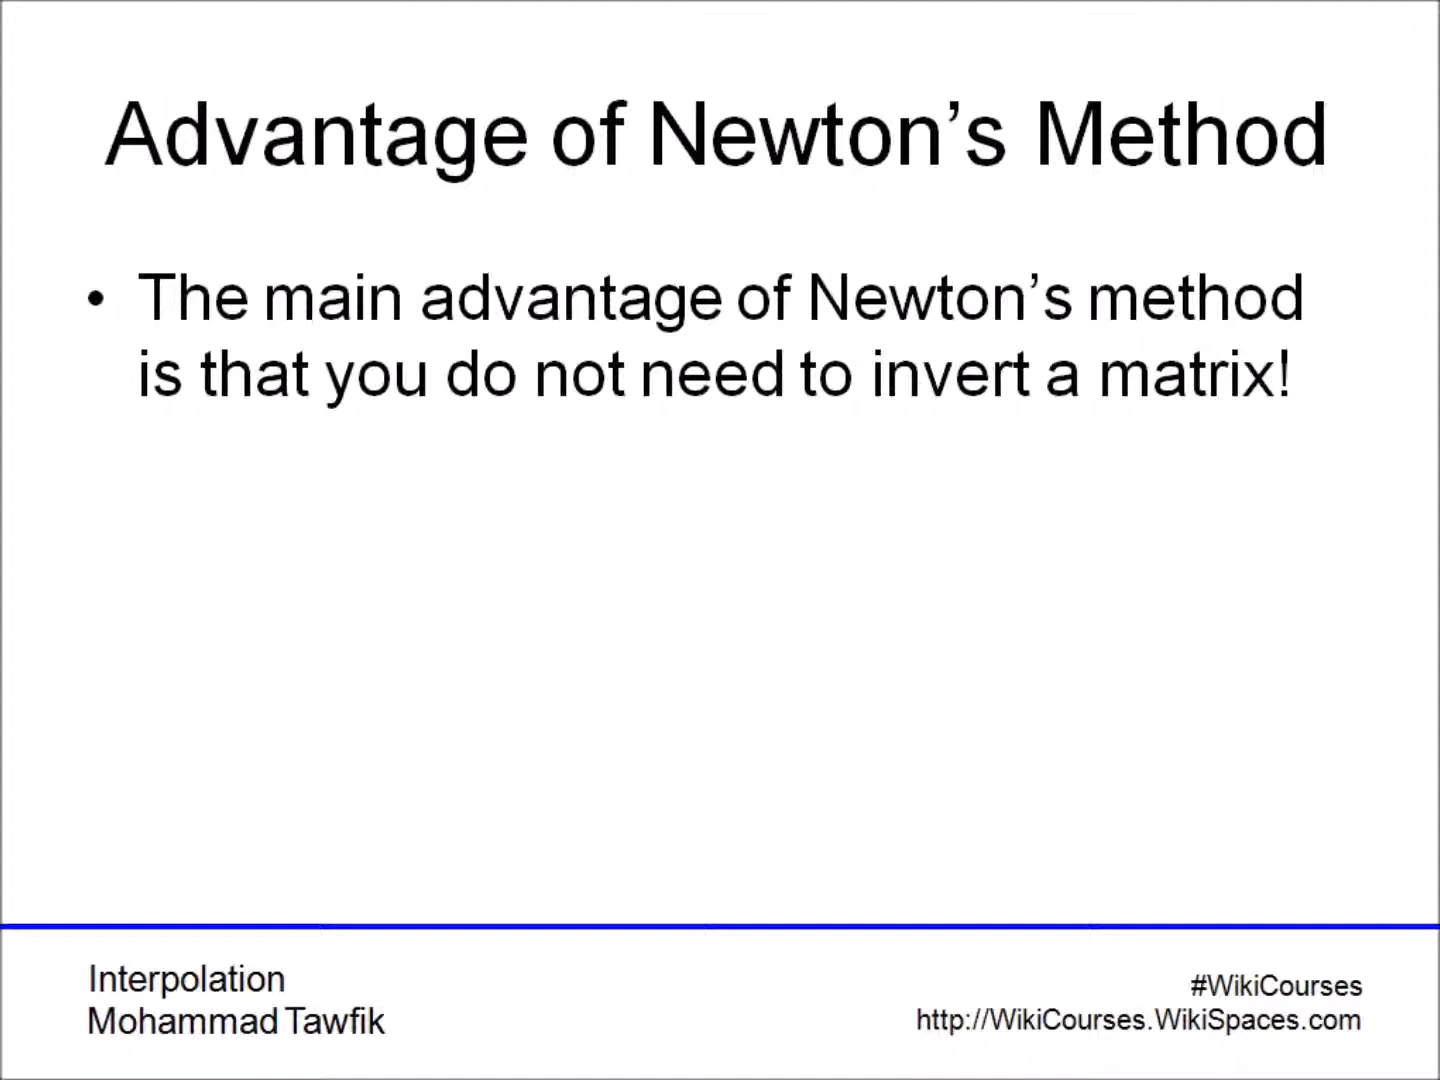 Advantage of Newton’s Method
• The main advantage of Newton’s method
is that you do not need to invert a matrix!
Interpolation
Mohammad Tawfik
#WikiCourses
http://WikiCourses.WikiSpaces.com